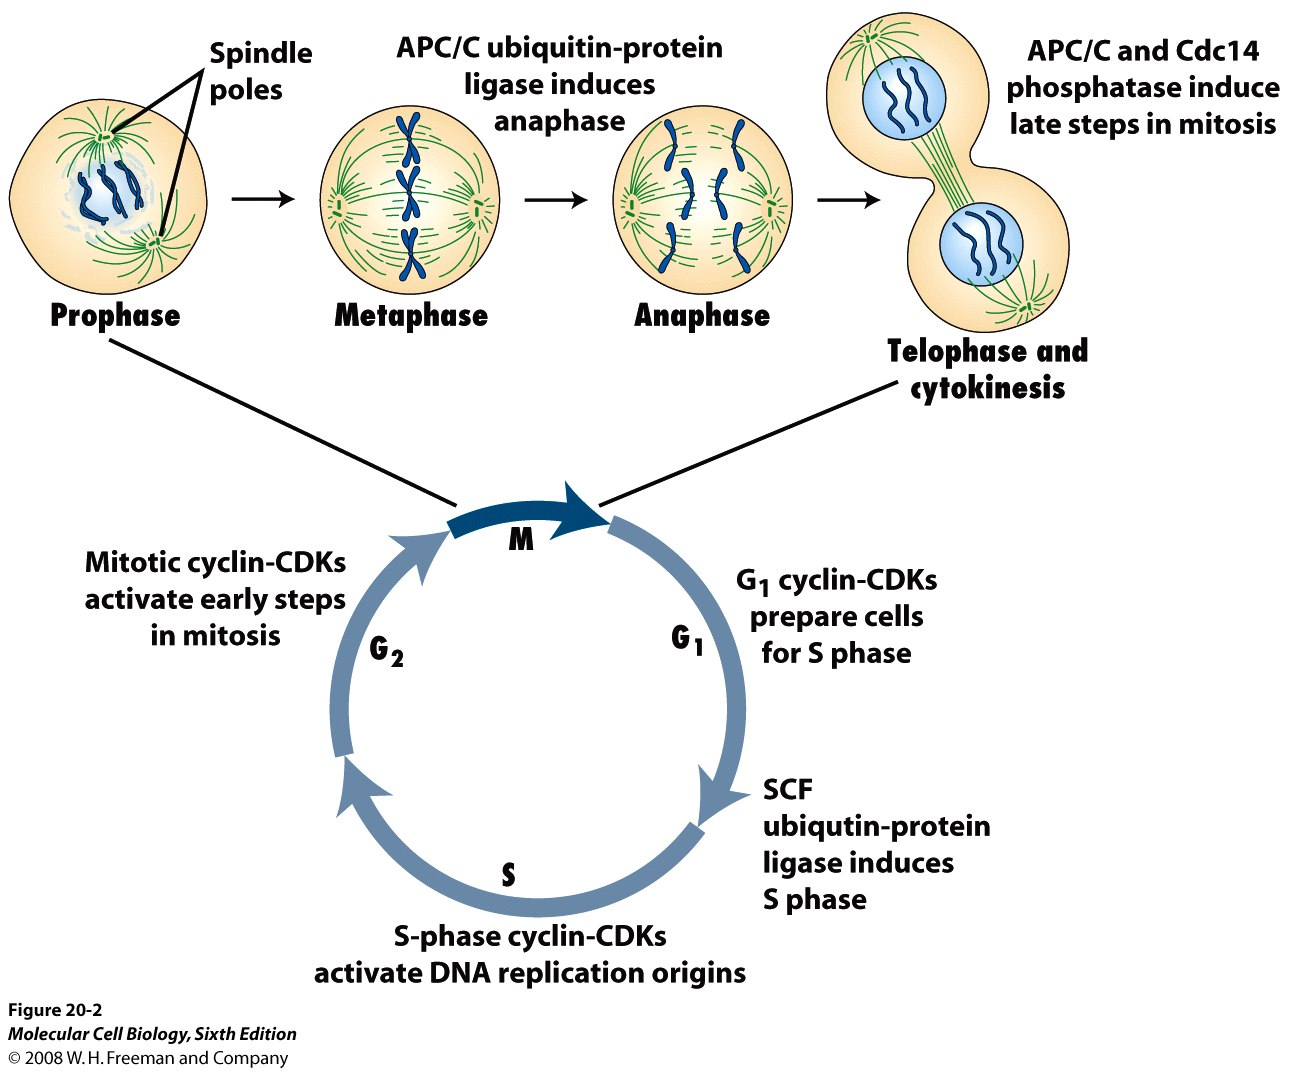 Spindle
poles
APC/C ubiquitin-protein
ligase induces
anaphase
APC/C and Cdc14
phosphatase induce
late steps in mitosis
Prophase
Metaphase
Anaphase
Telophase and
cytokinesis
M
Mitotic cyclin-CDKs
activate early steps
in mitosis
G2
G1
G1 cyclin-CDKs
prepare cells
for S phase
SCF
ubiqutin-protein
ligase induces
S phase
S
S-phase cyclin-CDKs
activate DNA replication origins
Figure 20-2
Molecular Cell Biology, Sixth Edition
© 2008 W. H. Freeman and Company